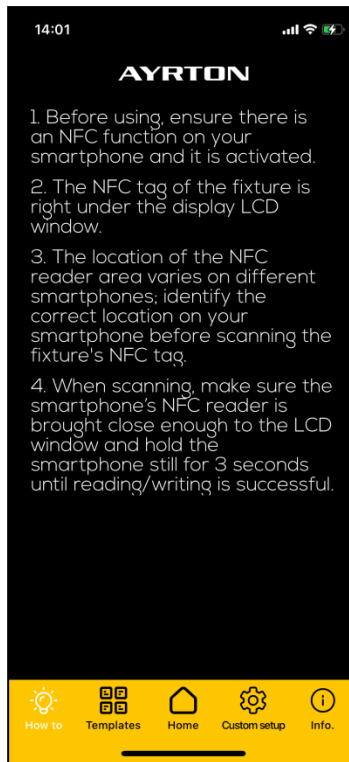 14:01
AYRTON
1. Before using, ensure there is
an NFC function on your
smartphone and it is activated.
2. The NFC tag of the fixture is
right under the display LCD
window.
3. The location of the NFC
reader area varies on different
smartphones; identify the
correct location on your
smartphone before scanning the
fixture's NFC tag.
4. When scanning, make sure the
smartphone’s NFC reader is
brought close enough to the LCD
window and hold the
smartphone still for 3 seconds
until reading/writing is successful.
How to Templates Home Custom setup Info.